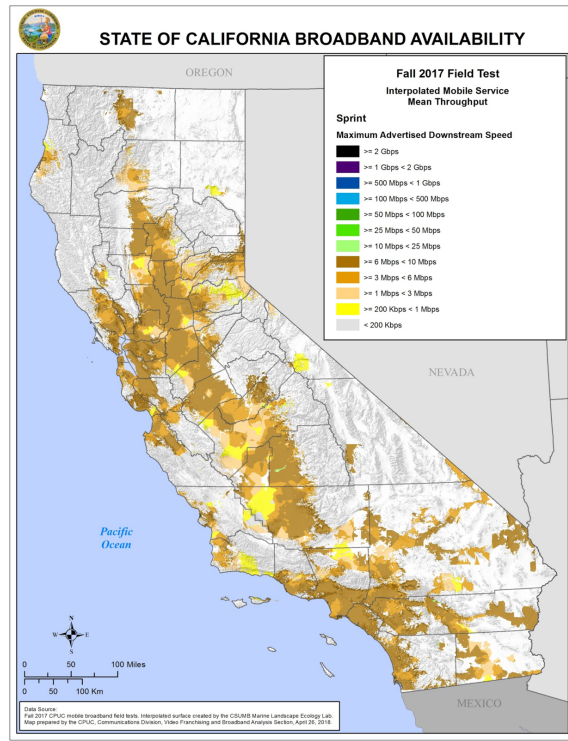 STATE OF CALIFORNIA BROADBAND AVAILABILITY
OREGON
Fall 2017 Field Test
Interpolated Mobile Service
Mean Throughput
Sprint
Maximum Advertised Downstream Speed
>= 2 Gbps
>= 1 Gbps < 2 Gbps
>= 500 Mbps < 1 Gbps
>= 100 Mbps < 500 Mbps
>= 50 Mbps < 100 Mbps
>= 25 Mbps < 50 Mbps
>= 10 Mbps < 25 Mbps
>= 6 Mbps < 10 Mbps
>= 3 Mbps < 6 Mbps
>= 1 Mbps < 3 Mbps
>= 200 Kbps < 1 Mbps
< 200 Kbps
NEVADA
Pacific
Ocean
N
W E
S
0 50 100 Miles
0 50 100 Km
MEXICO
Data Source:
Fall 2017 CPUC mobile broadband field tests. Interpolated surface created by the CSUMB Marine Landscape Ecology Lab.
Map prepared by the CPUC, Communications Division, Video Franchising and Broadband Analysis Section, April 26, 2018.